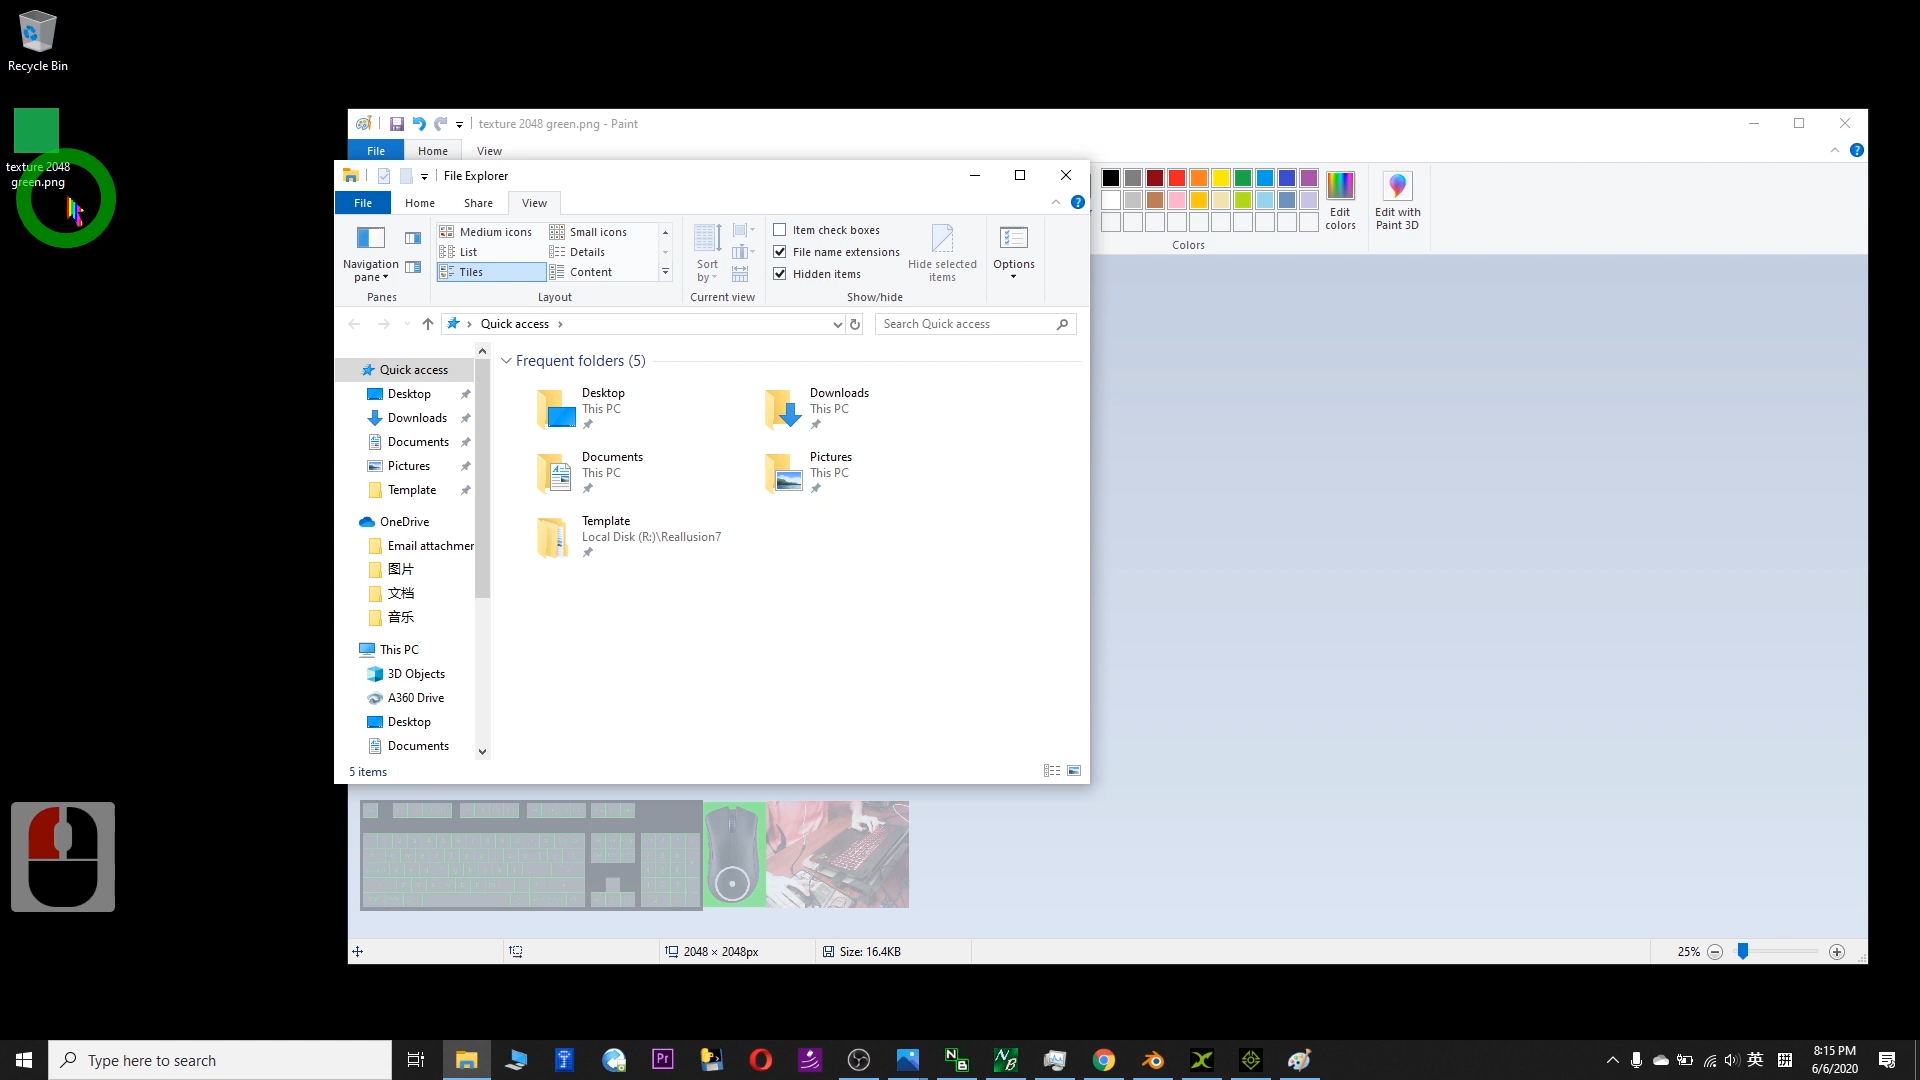 Recycle Bin
texture 2048
green.png
texture 2048 green.png - Paint
File Home View
Edit
colors
Edit with
Paint 3D
Colors
File Explorer
File Home Share View
Navigation
pane
Panes
Medium icons Small icons
List Details
Tiles Content
Layout
Sort
by
Current view
Item check boxes
File name extensions
Hidden items
Hide selected
items
Show/hide
Options
Quick access
Search Quick access
Quick access
Desktop
Downloads
Documents
Pictures
Template
OneDrive
Email attachmen
图片
文档
音乐
This PC
3D Objects
A360 Drive
Desktop
Documents
Frequent folders (5)
Desktop
This PC
Downloads
This PC
Documents
This PC
Pictures
This PC
Template
Local Disk (R:)\Reallusion7
5 items
2048 × 2048px
Size: 16.4KB
25%
Type here to search
Pr
N B
N B
英
拼
8:15 PM
6/6/2020